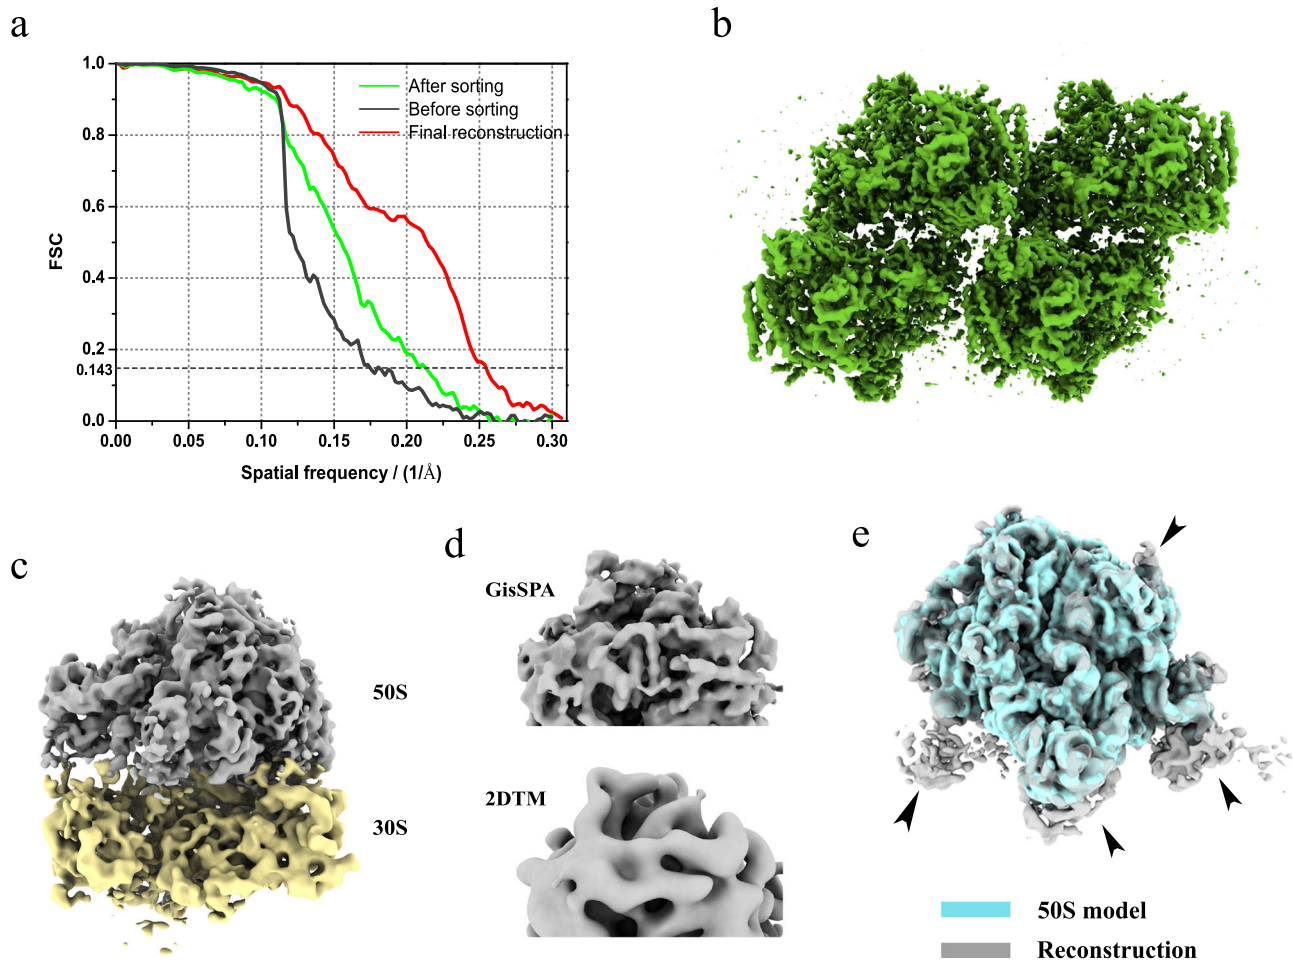 a
b
1.0
0.8
0.6
0.4
0.2
0.143
0.0
FSC
After sorting
Before sorting
Final reconstruction
0.00 0.05 0.10 0.15 0.20 0.25 0.30
Spatial frequency / (1/Å)
c
50S
30S
d
GisSPA
2DTM
e
50S model
Reconstruction